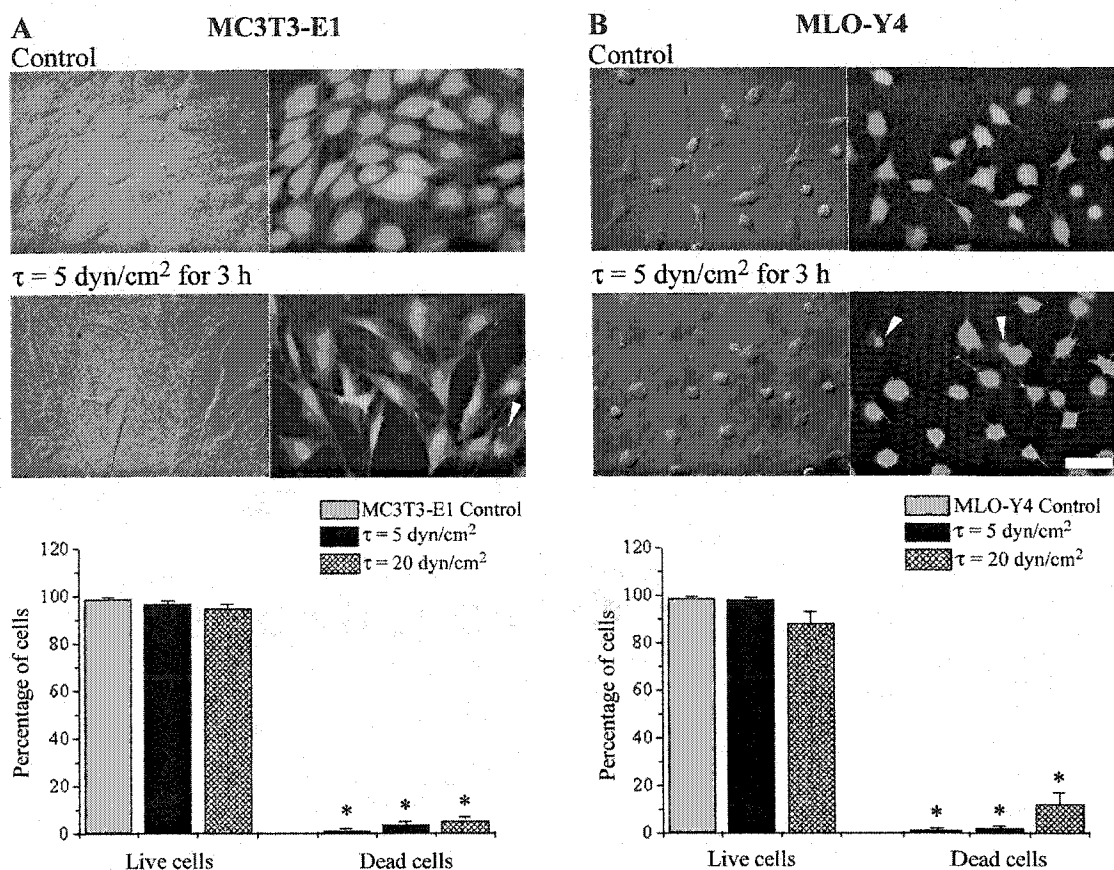 A MC3T3-E1
Control
τ = 5 dyn/cm² for 3 h
MC3T3-E1 Control
τ = 5 dyn/cm²
τ = 20 dyn/cm²
120
100
80
60
40
20
0
Percentage of cells
* * *
Live cells Dead cells
B MLO-Y4
Control
τ = 5 dyn/cm² for 3 h
MLO-Y4 Control
τ = 5 dyn/cm²
τ = 20 dyn/cm²
120
100
80
60
40
20
0
Percentage of cells
* * *
Live cells Dead cells